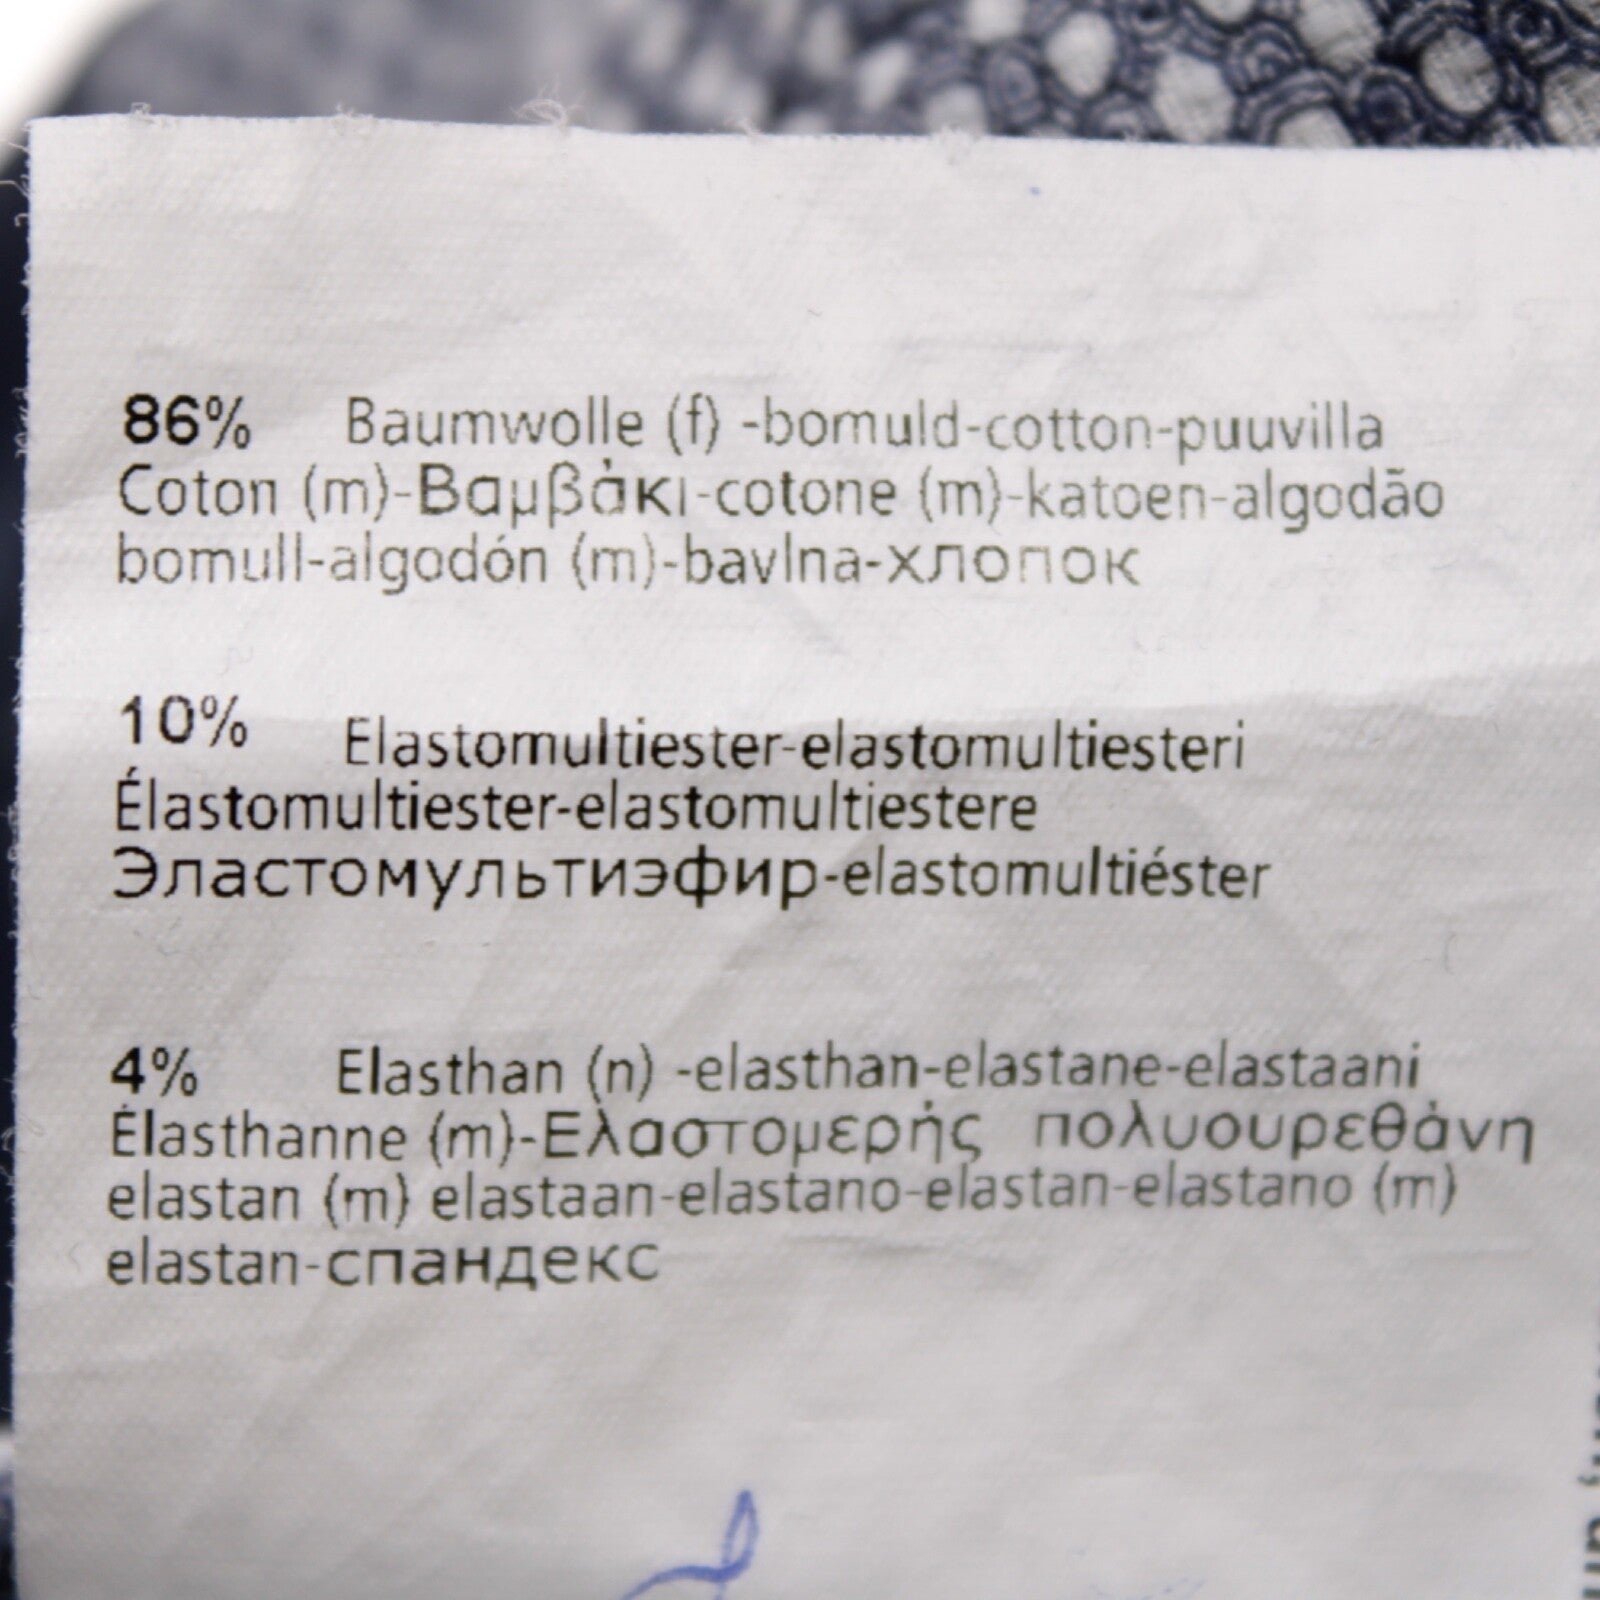 86% Baumwolle (f) -bomuld-cotton-puuvilla
Coton (m)-Βαμβάκι-cotone (m)-katoen-algodão
bomull-algodón (m)-bavlna-хлопок
10% Elastomultiester-elastomultiesteri
Élastomultiester-elastomultiestere
Эластомультиэфир-elastomultiéster
4% Elasthan (n) -elasthan-elastane-elastaani
Élasthanne (m)-Ελαστομερής πολυουρεθάνη
elastan (m) elastaan-elastano-elastan-elastano (m)
elastan-спандекс